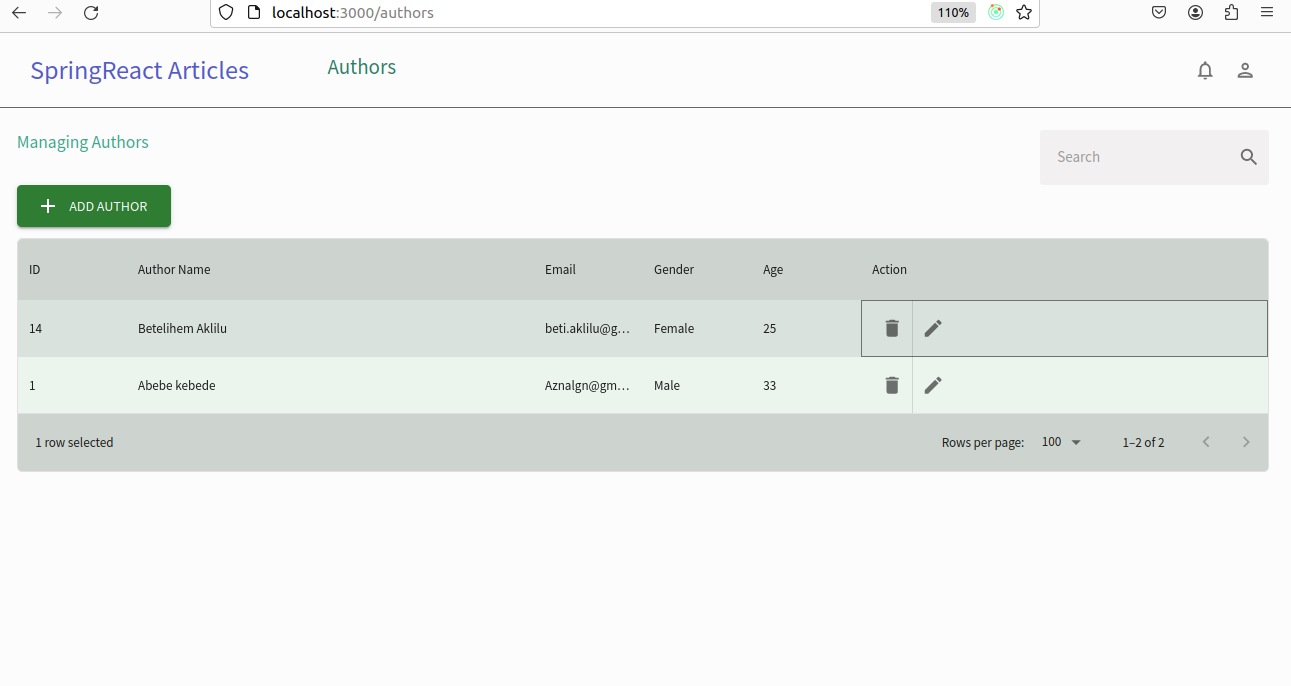 localhost:3000/authors 110%
SpringReact Articles Authors
Managing Authors
Search
ADD AUTHOR
ID Author Name Email Gender Age Action
14 Betelihem Aklilu beti.aklilu@g... Female 25
1 Abebe kebede Aznalgn@gm... Male 33
1 row selected Rows per page: 100 1–2 of 2